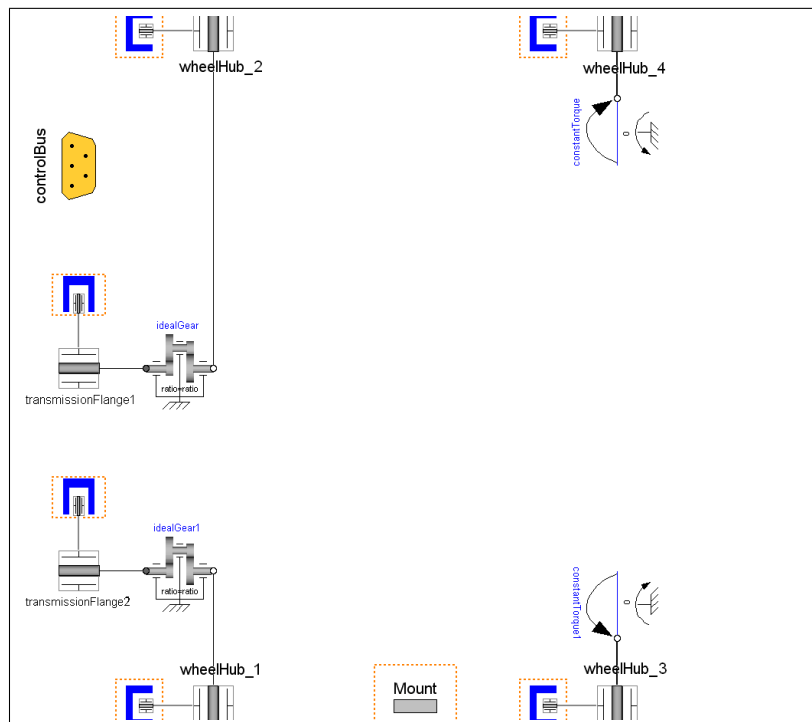 wheelHub_2
wheelHub_4
constantTorque
0
controlBus
idealGear
ratio=ratio
transmissionFlange1
idealGear1
ratio=ratio
transmissionFlange2
constantTorque1
0
wheelHub_1
wheelHub_3
Mount